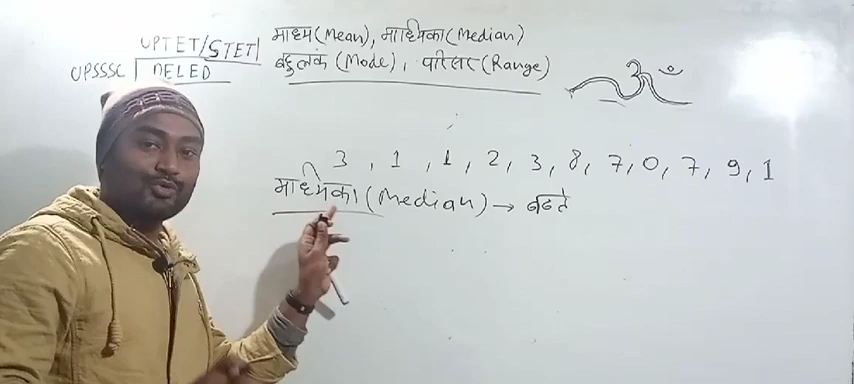 UPTET/STET
UPSSSC DELED
माध्य (Mean), माध्यिका (Median)
बहुलक (Mode), परिसर (Range)
ॐ
3, 1, 1, 2, 3, 8, 7, 0, 7, 9, 1
माध्यिका (Median) → बढते